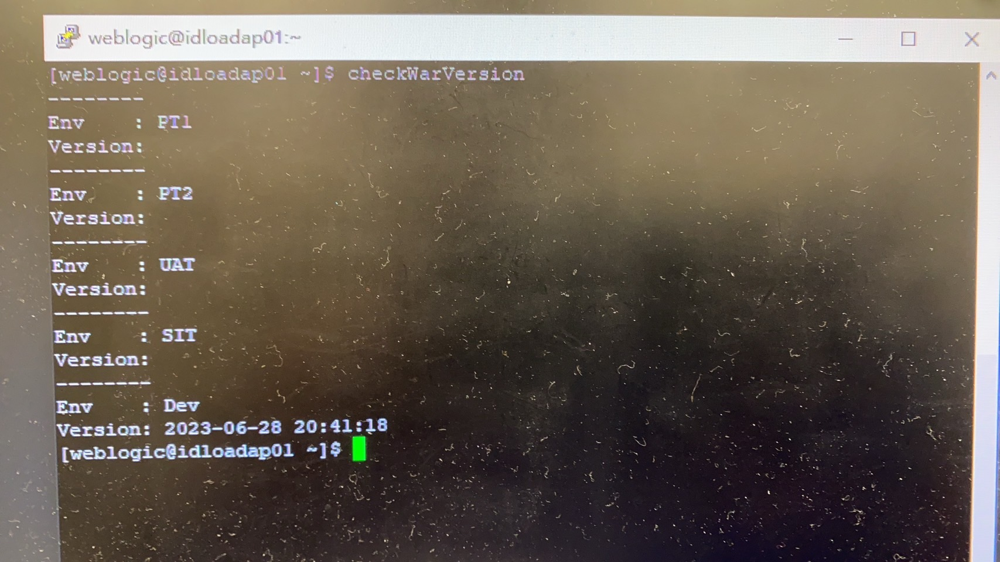 weblogic@idloadap01:~
[weblogic@idloadap01 ~]$ checkWarVersion
--------
Env    : PT1
Version:
--------
Env    : PT2
Version:
--------
Env    : UAT
Version:
--------
Env    : SIT
Version:
--------
Env    : Dev
Version: 2023-06-28 20:41:18
[weblogic@idloadap01 ~]$